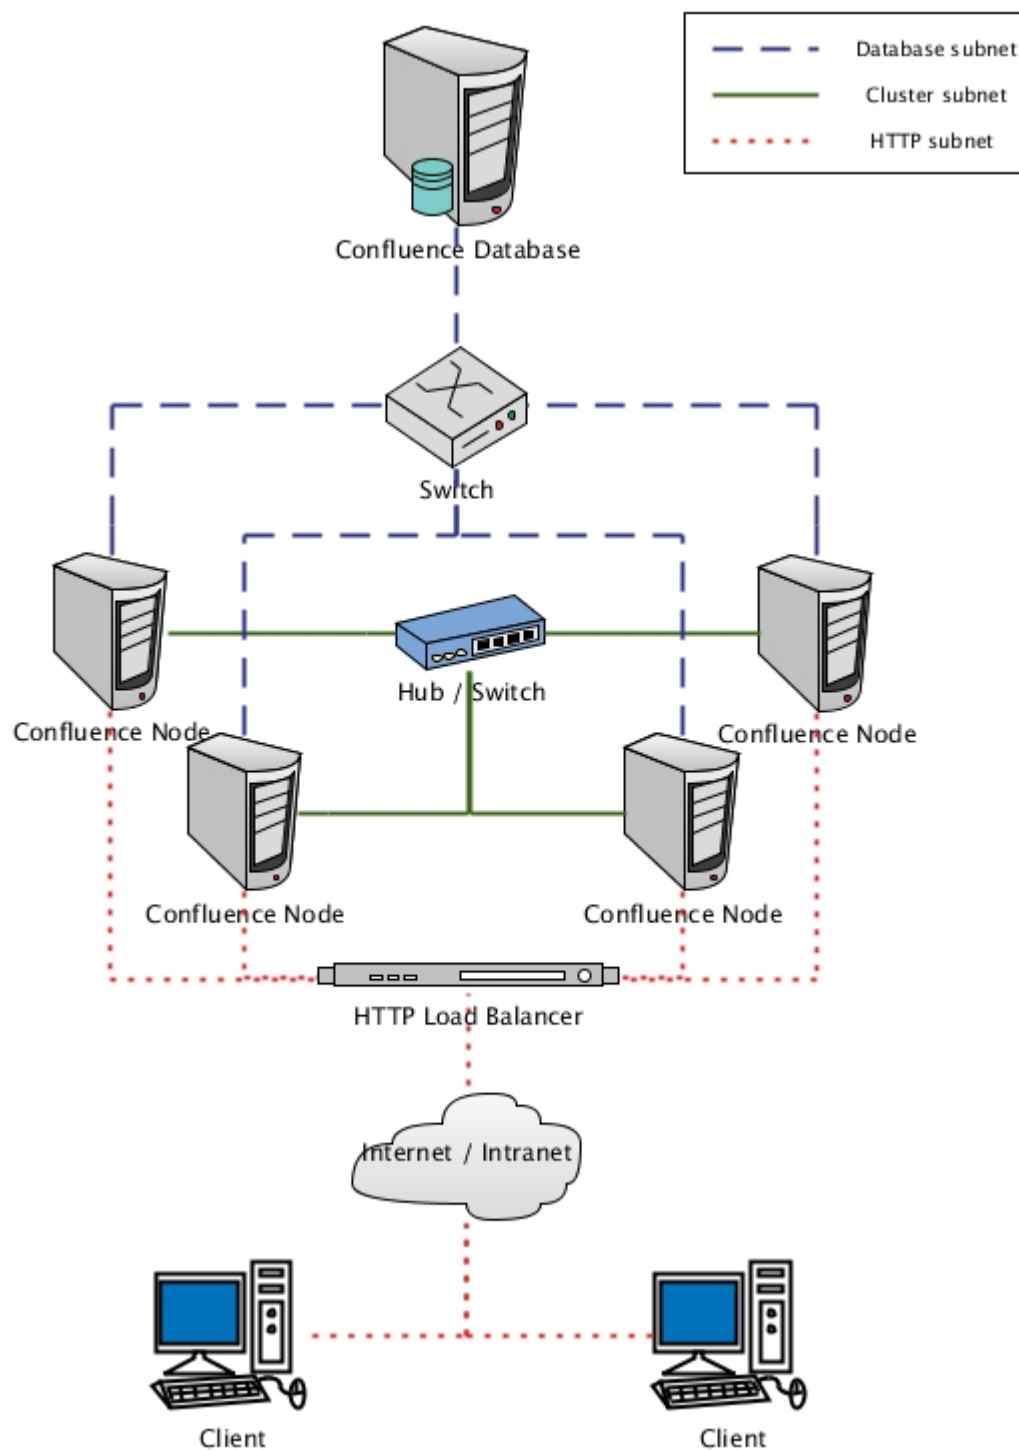 Database subnet
Cluster subnet
HTTP subnet
Confluence Database
Switch
Hub / Switch
Confluence Node
Confluence Node
Confluence Node
Confluence Node
HTTP Load Balancer
Internet / Intranet
Client
Client